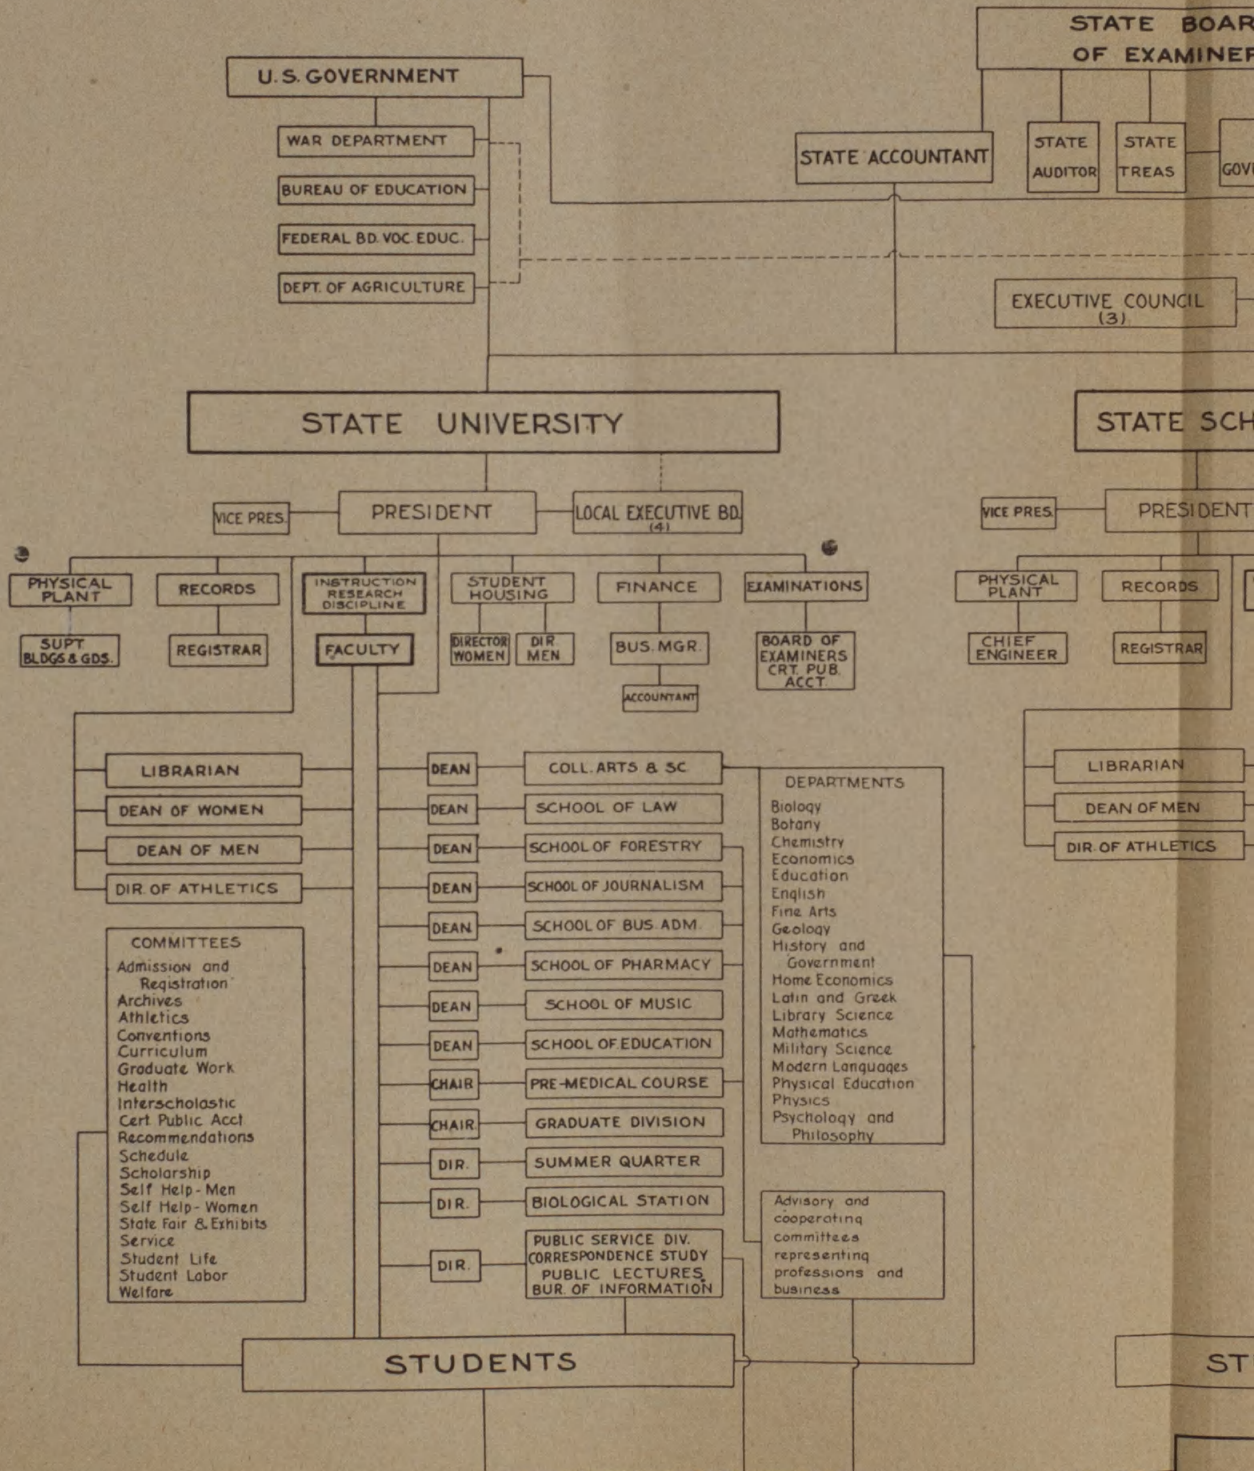 STATE
OF
U.S. GOVERNMENT
WAR DEPARTMENT
BUREAU OF EDUCATION
FEDERAL BD. VOC. EDUC.
DEPT. OF AGRICULTURE
STATE ACCOUNTANT
STATE
AUDITOR
STATE
TREAS
EXECUTIVE COUNCIL
(3)
STATE UNIVERSITY
VICE PRES.
PRESIDENT
LOCAL EXECUTIVE BD.
(4)
PHYSICAL
PLANT
SUPT
BLDGS & GDS.
RECORDS
REGISTRAR
INSTRUCTION
RESEARCH
DISCIPLINE
FACULTY
STUDENT
HOUSING
DIRECTOR
WOMEN
DIR.
MEN
FINANCE
BUS. MGR.
ACCOUNTANT
EXAMINATIONS
BOARD OF
EXAMINERS
CRT. PUB.
ACCT.
LIBRARIAN
DEAN OF WOMEN
DEAN OF MEN
DIR. OF ATHLETICS
COMMITTEES
Admission and
Registration
Archives
Athletics
Conventions
Curriculum
Graduate Work
Health
Interscholastic
Cert Public Acct
Recommendations
Schedule
Scholarship
Self Help - Men
Self Help - Women
State Fair & Exhibits
Service
Student Life
Student Labor
Welfare
DEAN COLL. ARTS & SC.
DEAN SCHOOL OF LAW
DEAN SCHOOL OF FORESTRY
DEAN SCHOOL OF JOURNALISM
DEAN SCHOOL OF BUS. ADM.
DEAN SCHOOL OF PHARMACY
DEAN SCHOOL OF MUSIC
DEAN SCHOOL OF EDUCATION
CHAIR PRE-MEDICAL COURSE
CHAIR GRADUATE DIVISION
DIR. SUMMER QUARTER
DIR. BIOLOGICAL STATION
DIR.
PUBLIC SERVICE DIV.
CORRESPONDENCE STUDY
PUBLIC LECTURES
BUR. OF INFORMATION
DEPARTMENTS
Biology
Botany
Chemistry
Economics
Education
English
Fine Arts
Geology
History and
Government
Home Economics
Latin and Greek
Library Science
Mathematics
Military Science
Modern Languages
Physical Education
Physics
Psychology and
Philosophy
Advisory and
cooperating
committees
representing
professions and
business
STUDENTS
STATE
VICE PRES.
PRESIDENT
PHYSICAL
PLANT
CHIEF
ENGINEER
RECORDS
REGISTRAR
LIBRARIAN
DEAN OF MEN
DIR. OF ATHLETICS